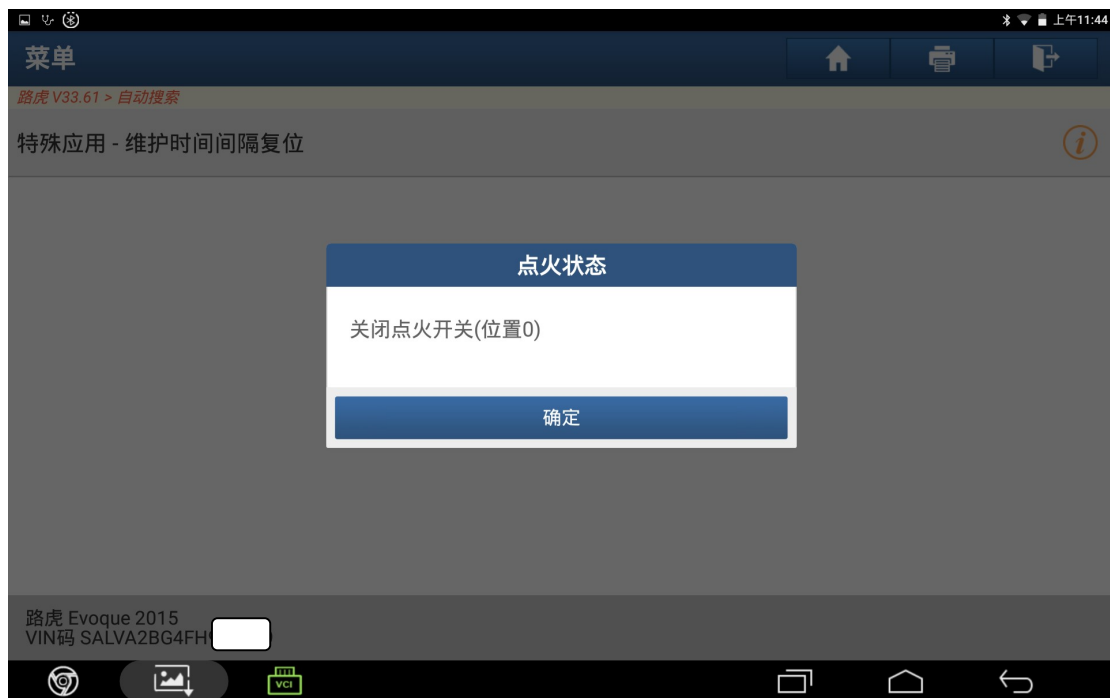 上午11:44
菜单
路虎 V33.61 > 自动搜索
特殊应用 - 维护时间间隔复位
i
点火状态
关闭点火开关(位置0)
确定
路虎 Evoque 2015
VIN码 SALVA2BG4FH
VCI